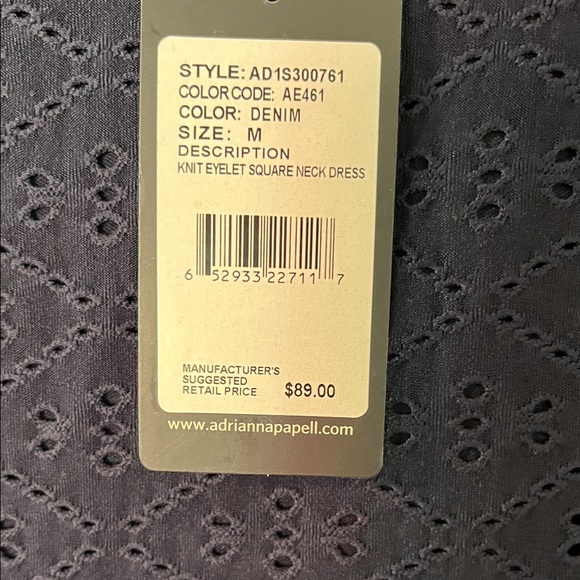 STYLE: AD1S300761
COLOR CODE: AE461
COLOR: DENIM
SIZE: M
DESCRIPTION
KNIT EYELET SQUARE NECK DRESS
6 52933 22711 7
MANUFACTURER'S
SUGGESTED
RETAIL PRICE $89.00
www.adriannapapell.com